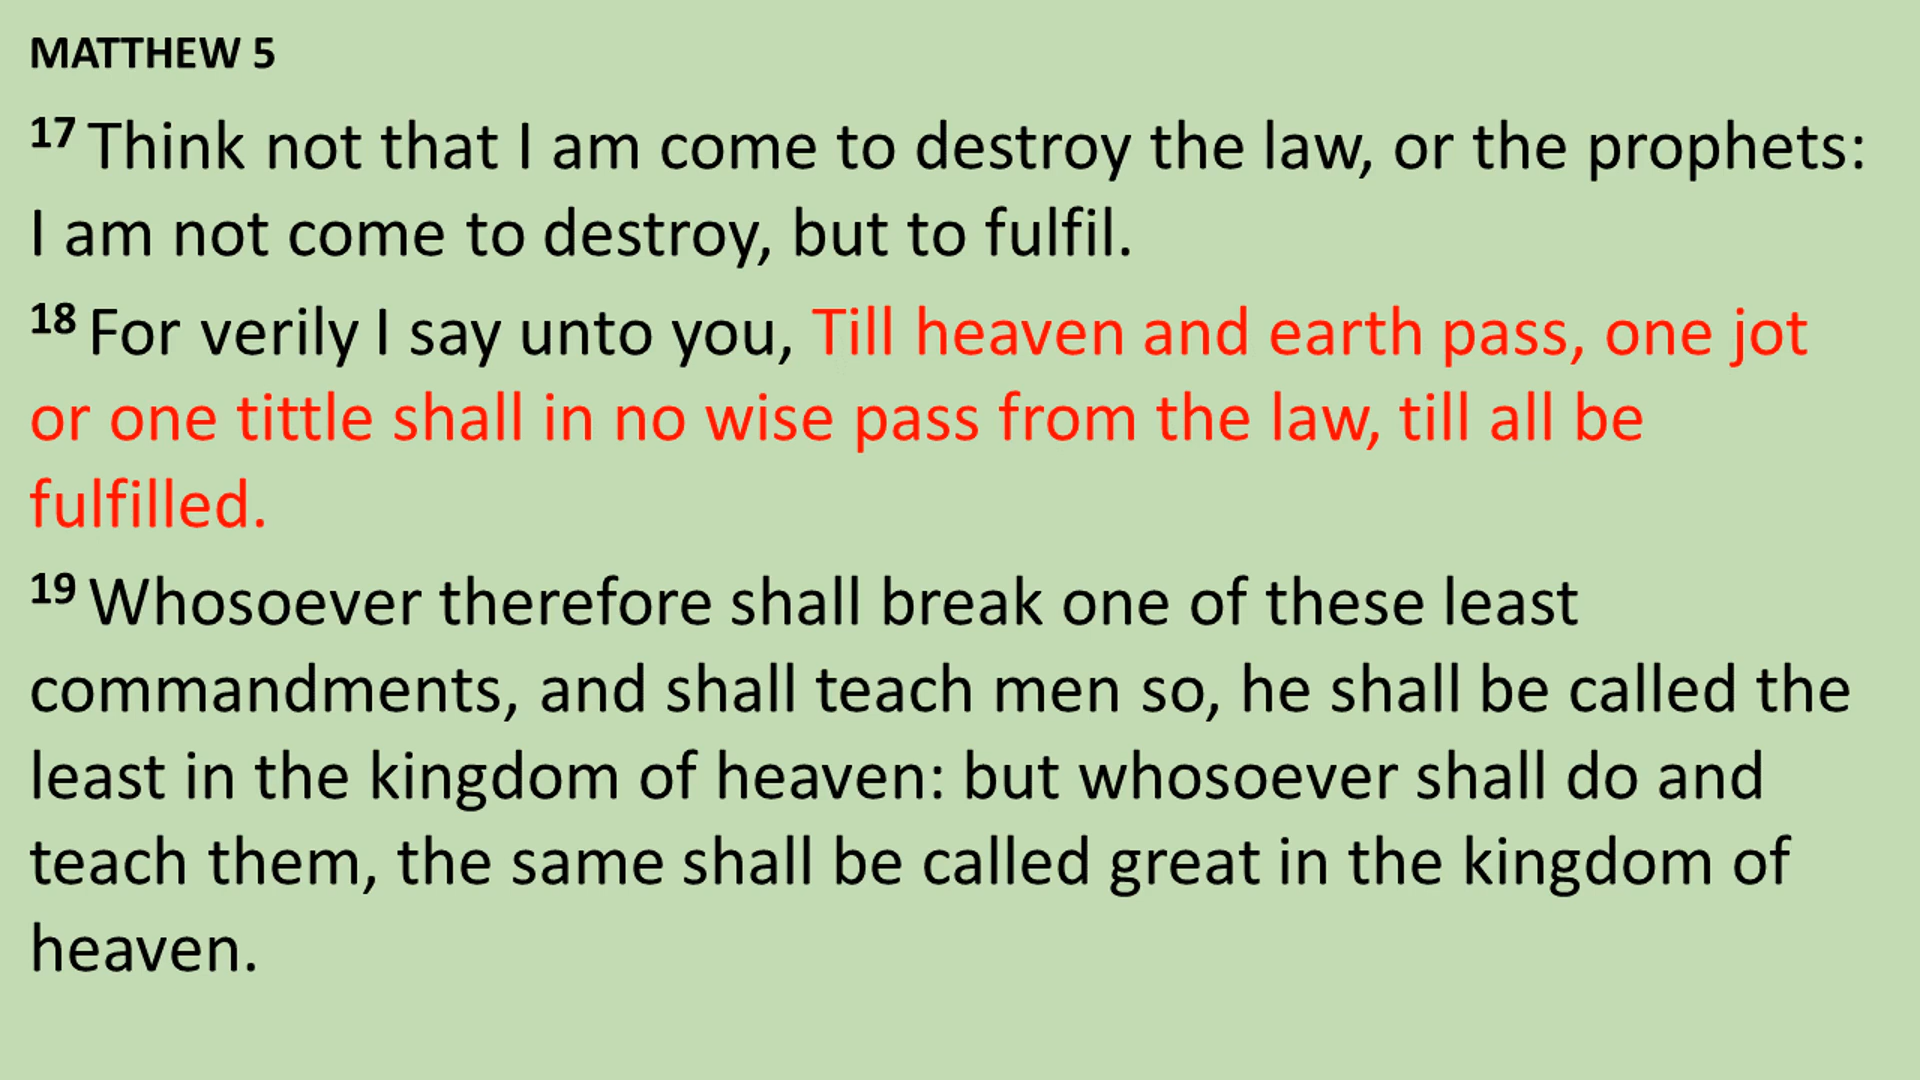 MATTHEW 5
17 Think not that I am come to destroy the law, or the prophets:
I am not come to destroy, but to fulfil.
18 For verily I say unto you, Till heaven and earth pass, one jot
or one tittle shall in no wise pass from the law, till all be
fulfilled.
19 Whosoever therefore shall break one of these least
commandments, and shall teach men so, he shall be called the
least in the kingdom of heaven: but whosoever shall do and
teach them, the same shall be called great in the kingdom of
heaven.